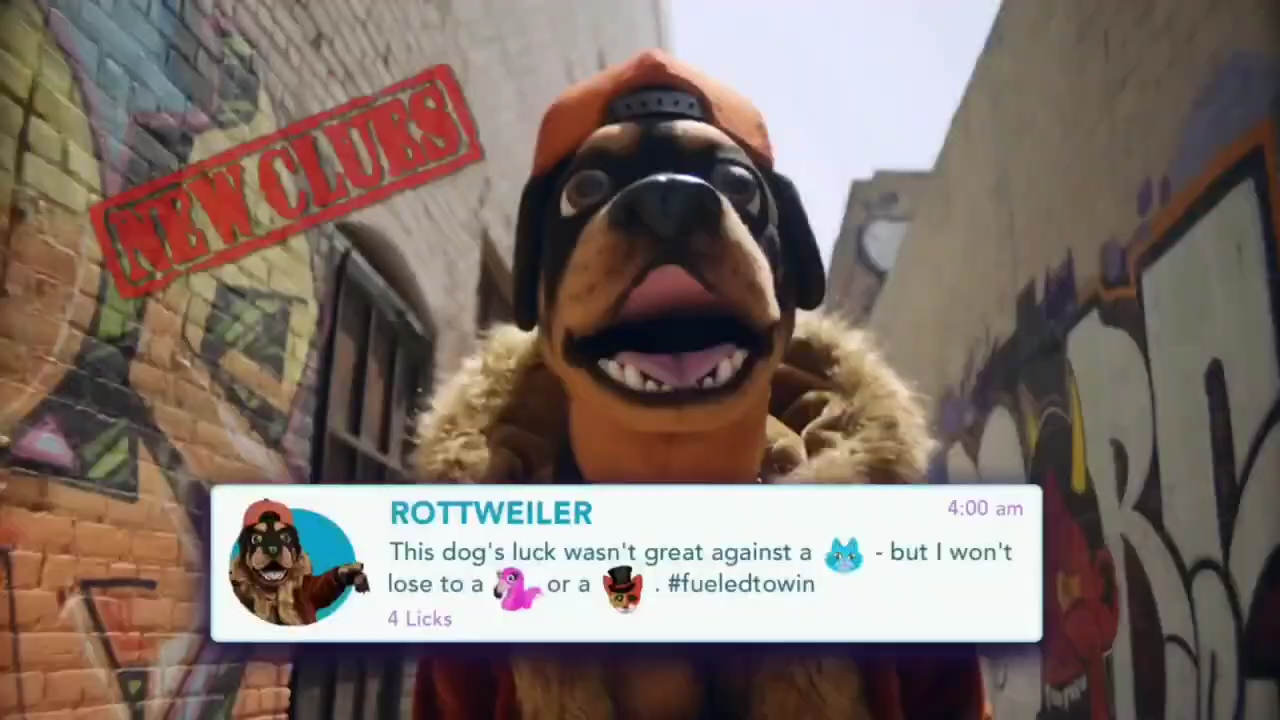 NEW CLUES
ROTTWEILER
4:00 am
This dog's luck wasn't great against a - but I won't
lose to a or a . #fueledtowin
4 Licks